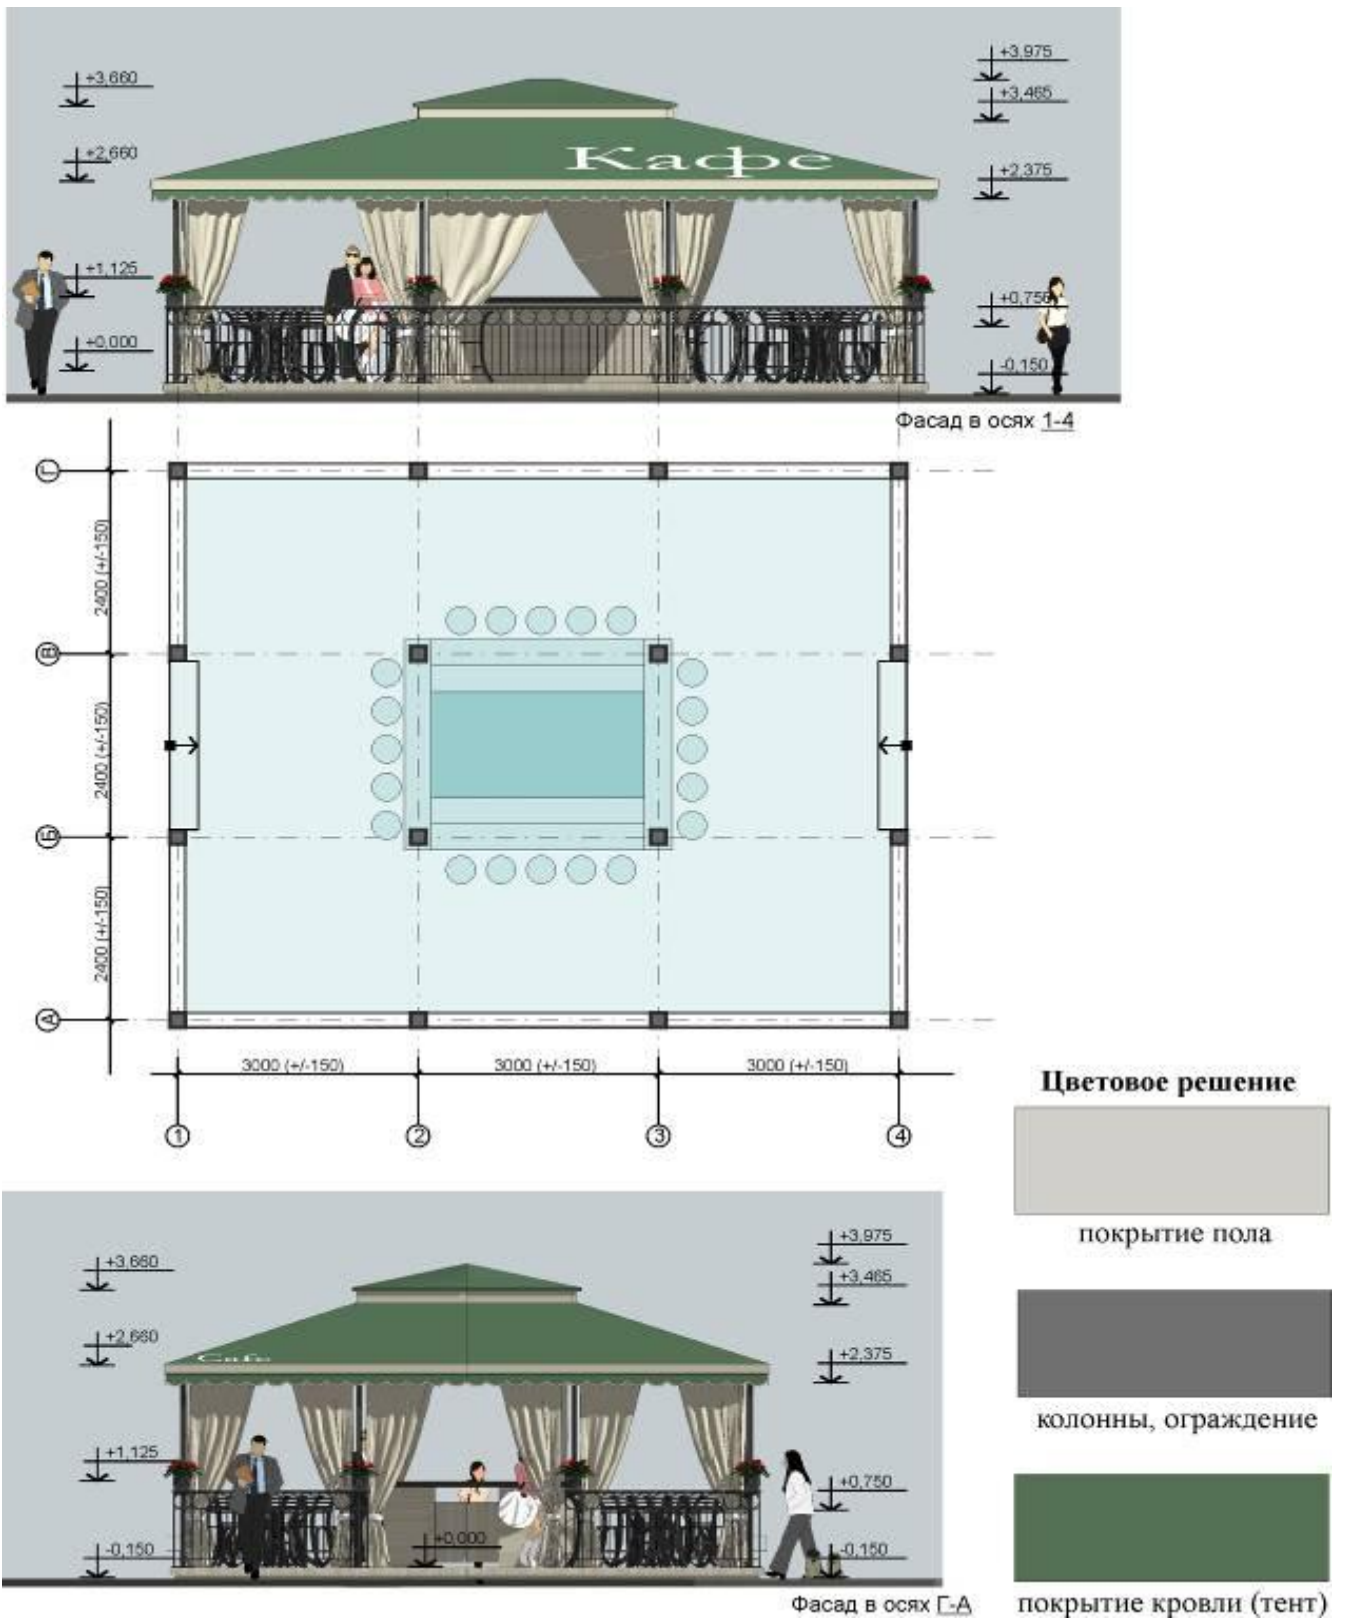 +3,660
+3,975
+3,465
+2,660
Кафе
+2,375
+1,125
+0,756
+0,000
-0,150
Фасад в осях 1-4
Г
2400 (+/-150)
В
2400 (+/-150)
Б
2400 (+/-150)
А
3000 (+/-150) 3000 (+/-150) 3000 (+/-150)
1 2 3 4
Цветовое решение
покрытие пола
колонны, ограждение
покрытие кровли (тент)
+3,660
+3,975
+3,465
+2,660
Cafe
+2,375
+1,125
+0,750
+0,000
-0,150
-0,150
Фасад в осях Г-А